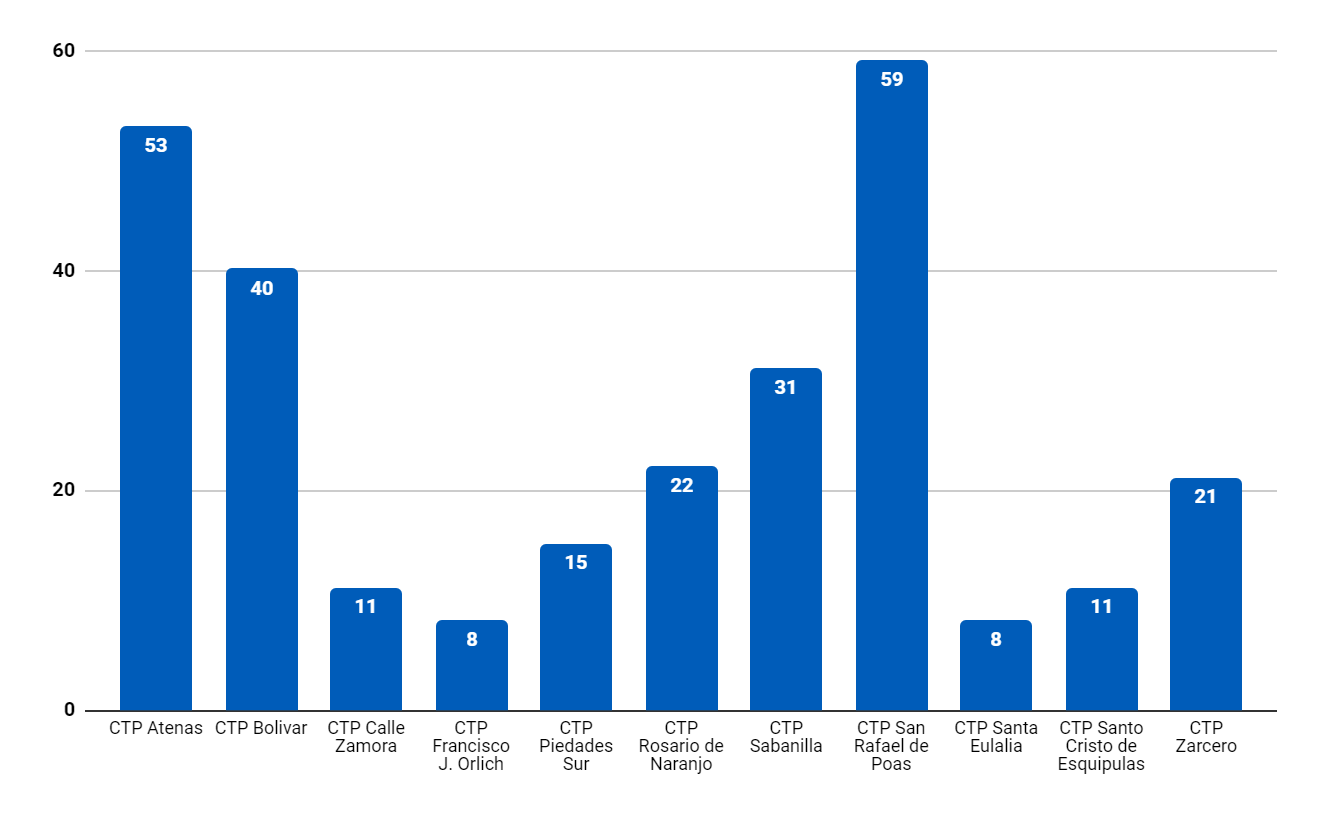 60
40
20
0
53
40
11
8
15
22
31
59
8
11
21
CTP Atenas
CTP Bolivar
CTP Calle
Zamora
CTP
Francisco
J. Orlich
CTP
Piedades
Sur
CTP
Rosario de
Naranjo
CTP
Sabanilla
CTP San
Rafael de
Poas
CTP Santa
Eulalia
CTP Santo
Cristo de
Esquipulas
CTP
Zarcero